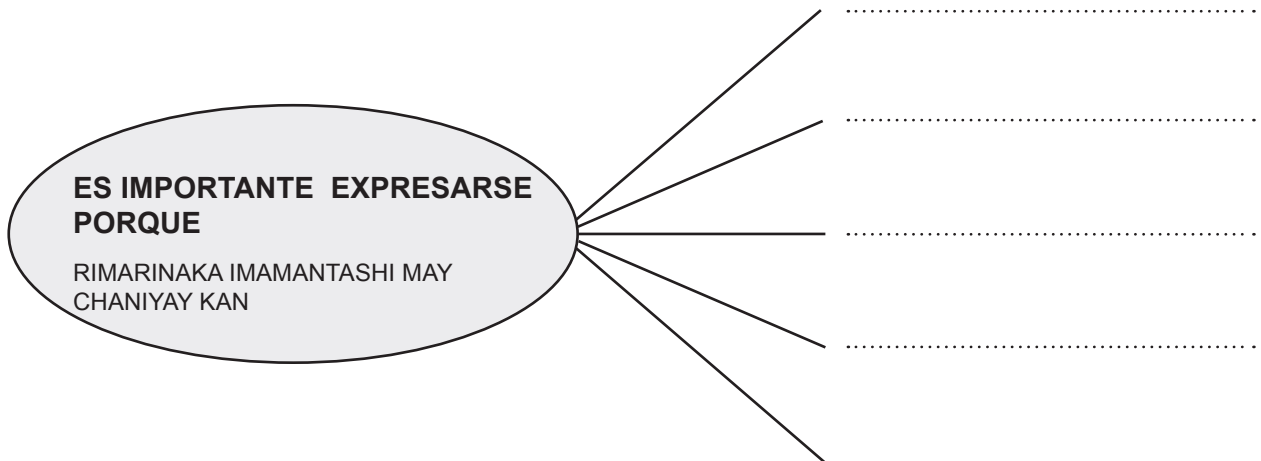 ES IMPORTANTE EXPRESARSE
PORQUE
RIMARINAKA IMAMANTASHI MAY
CHANIYAY KAN